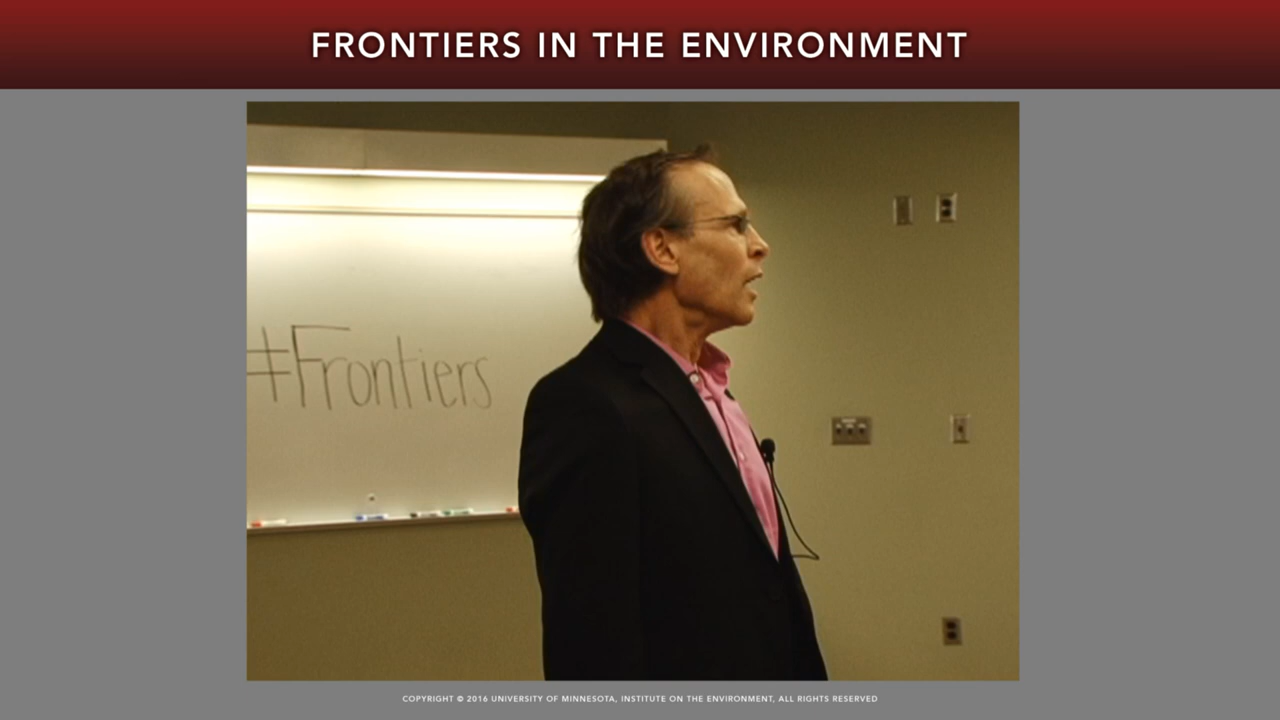 FRONTIERS IN THE ENVIRONMENT
#Frontiers
COPYRIGHT © 2016 UNIVERSITY OF MINNESOTA, INSTITUTE ON THE ENVIRONMENT, ALL RIGHTS RESERVED